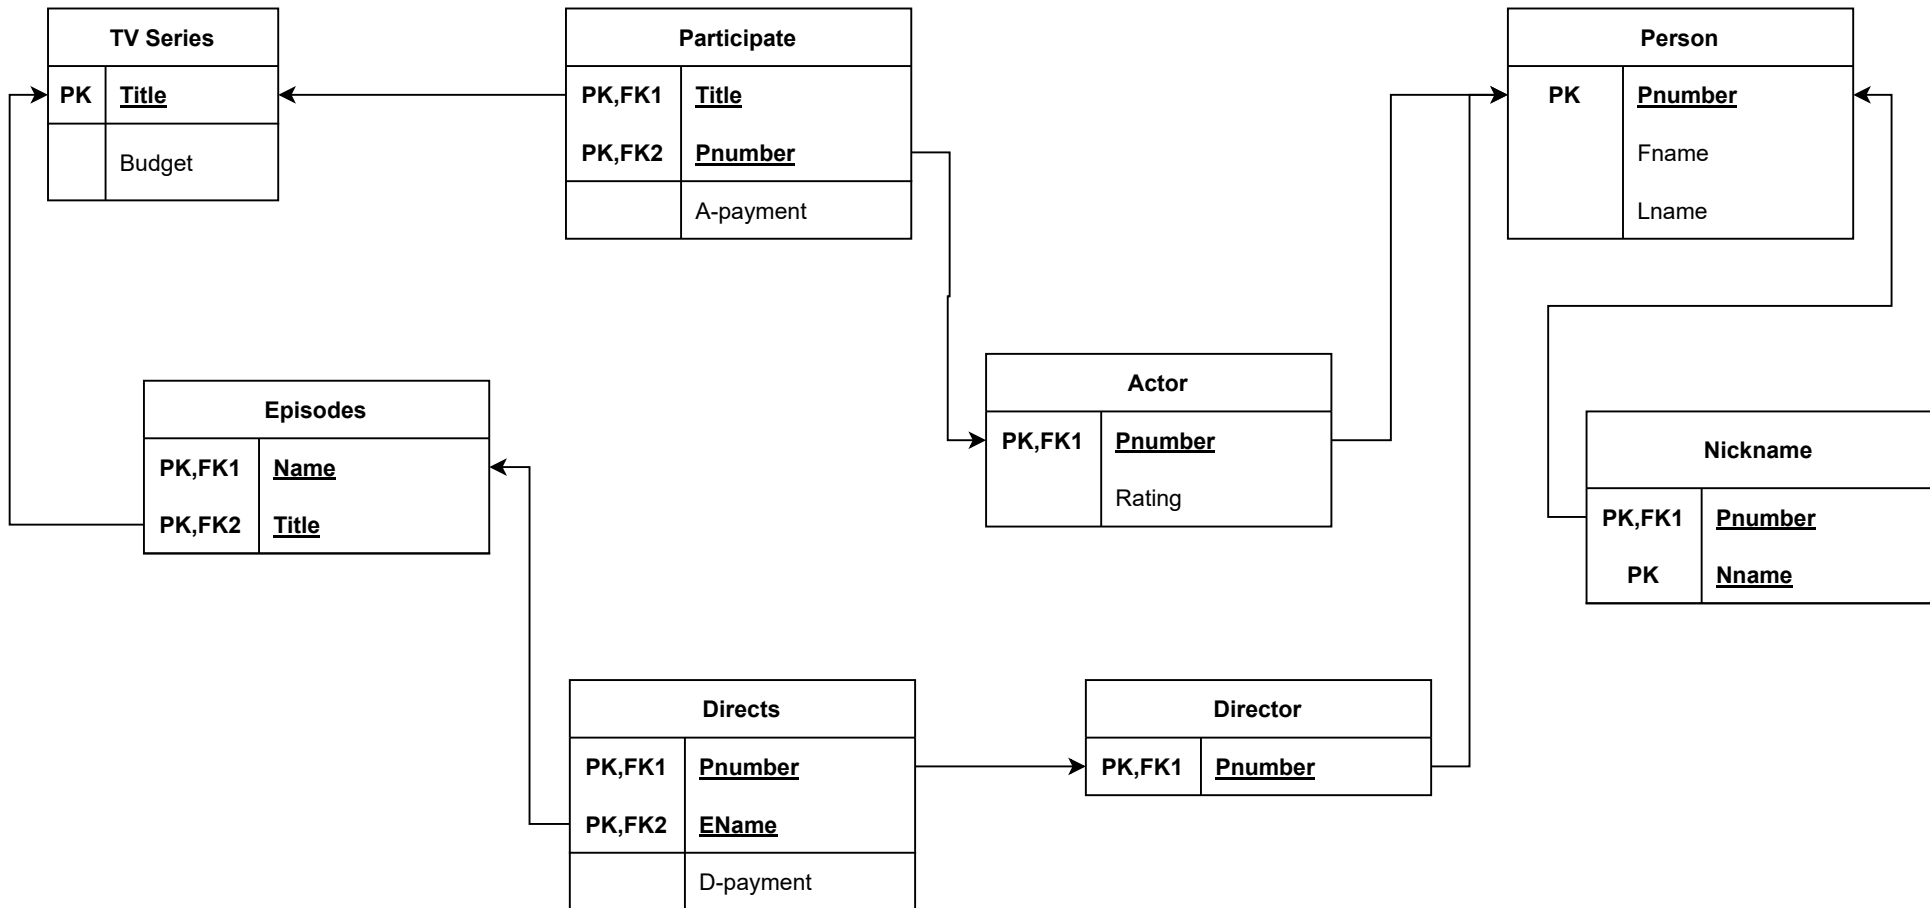 TV Series
PK Title
Budget
Participate
PK,FK1 Title
PK,FK2 Pnumber
A-payment
Person
PK Pnumber
Fname
Lname
Episodes
PK,FK1 Name
PK,FK2 Title
Actor
PK,FK1 Pnumber
Rating
Nickname
PK,FK1 Pnumber
PK Nname
Directs
PK,FK1 Pnumber
PK,FK2 EName
D-payment
Director
PK,FK1 Pnumber